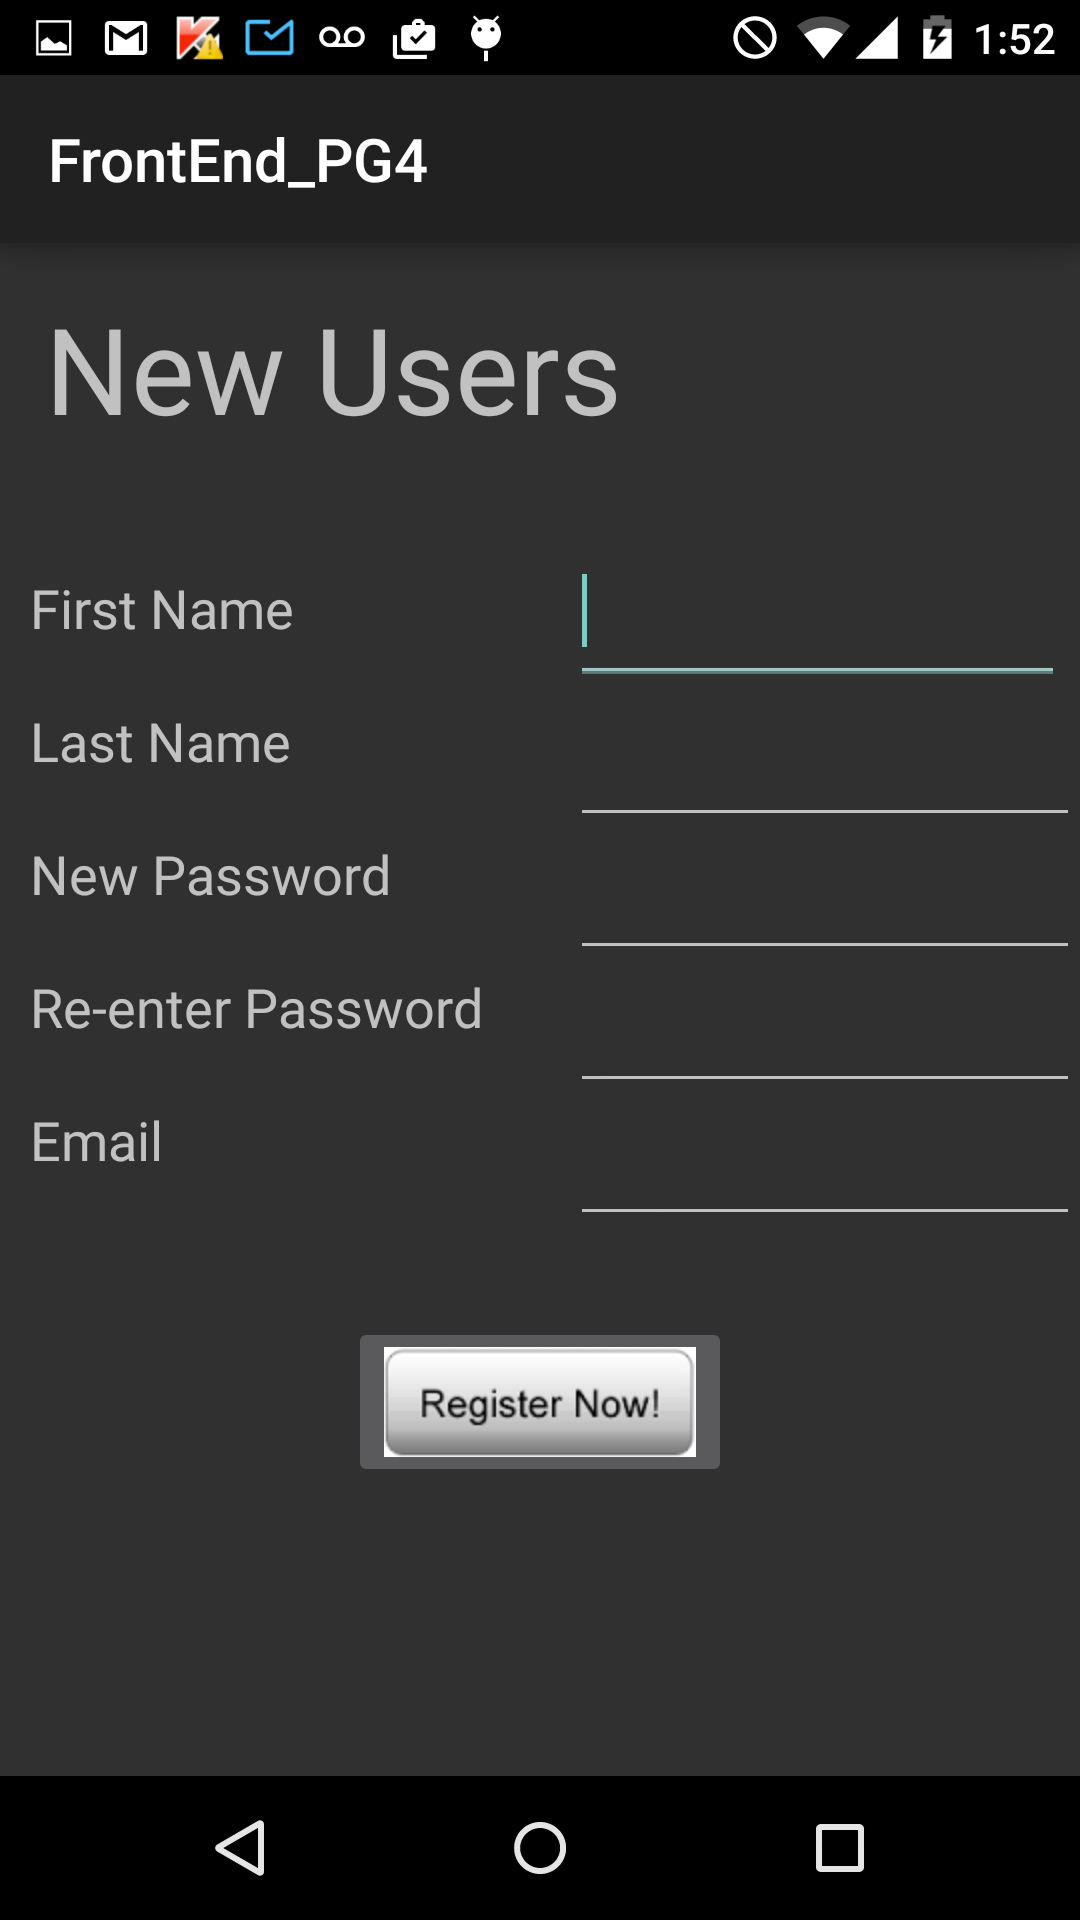 1:52
FrontEnd_PG4
New Users
First Name
Last Name
New Password
Re-enter Password
Email
Register Now!